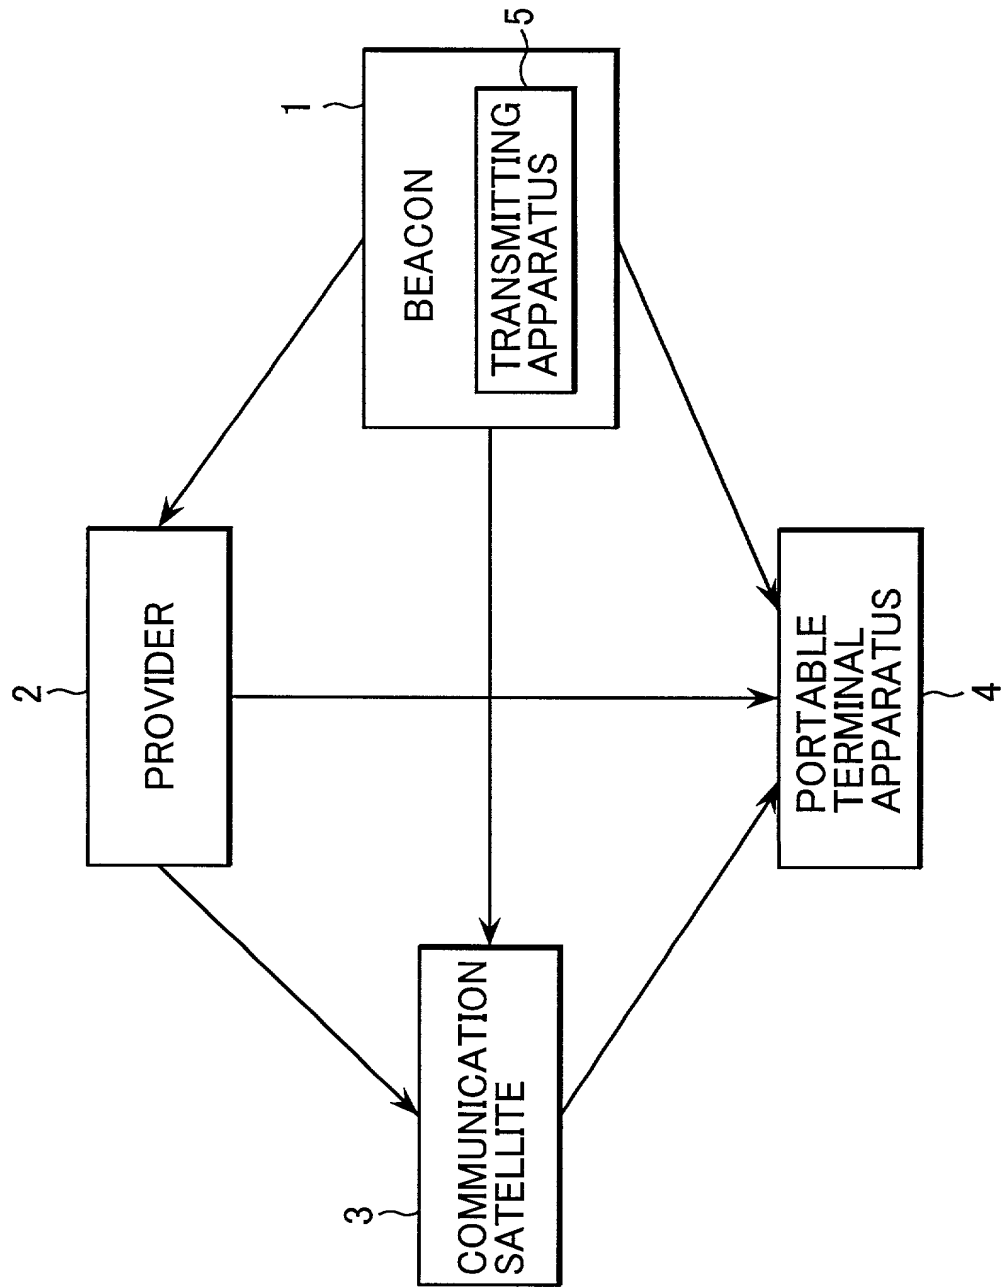 1
BEACON
5
TRANSMITTING
APPARATUS
2
PROVIDER
PORTABLE
TERMINAL
APPARATUS
4
3
COMMUNICATION
SATELLITE